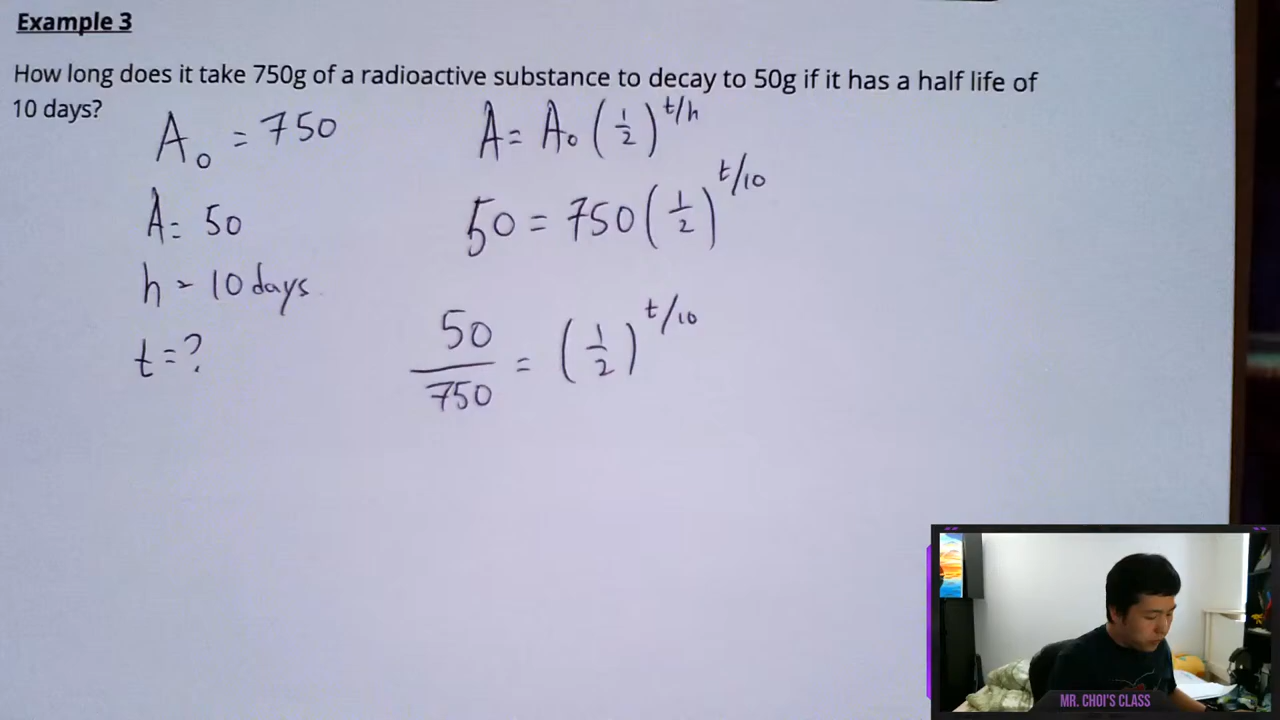 Example 3
How long does it take 750g of a radioactive substance to decay to 50g if it has a half life of
10 days?
A₀ = 750
A = 50
h = 10 days
t = ?
A = A₀ (1/2)^t/h
50 = 750 (1/2)^t/10
50/750 = (1/2)^t/10
MR. CHOI'S CLASS